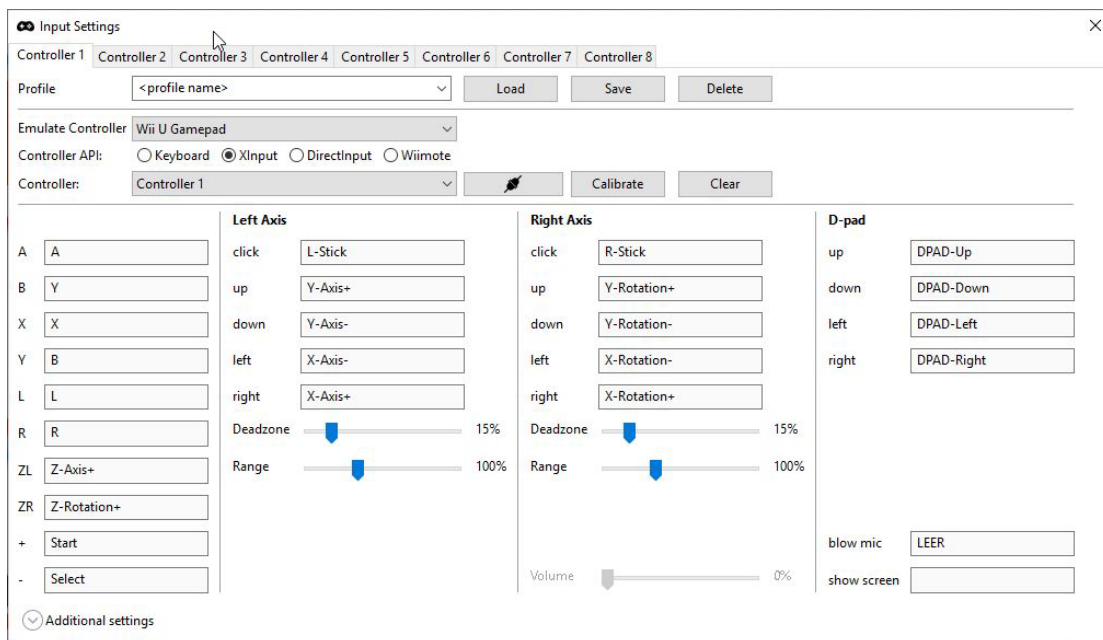 Input Settings
Controller 1 Controller 2 Controller 3 Controller 4 Controller 5 Controller 6 Controller 7 Controller 8
Profile <profile name> Load Save Delete
Emulate Controller Wii U Gamepad
Controller API: Keyboard XInput DirectInput Wiimote
Controller: Controller 1 Calibrate Clear
Left Axis Right Axis D-pad
A A click L-Stick click R-Stick up DPAD-Up
B Y up Y-Axis+ up Y-Rotation+ down DPAD-Down
X X down Y-Axis- down Y-Rotation- left DPAD-Left
Y B left X-Axis- left X-Rotation- right DPAD-Right
L L right X-Axis+ right X-Rotation+
R R Deadzone 15% Deadzone 15%
ZL Z-Axis+ Range 100% Range 100%
ZR Z-Rotation+
+ Start blow mic LEER
- Select Volume 0% show screen
Additional settings